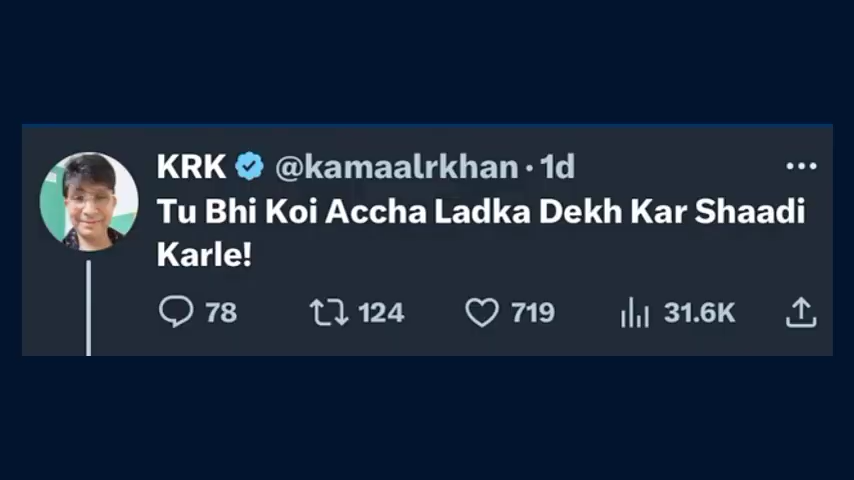 KRK @kamaalrkhan · 1d
Tu Bhi Koi Accha Ladka Dekh Kar Shaadi
Karle!
78 124 719 31.6K